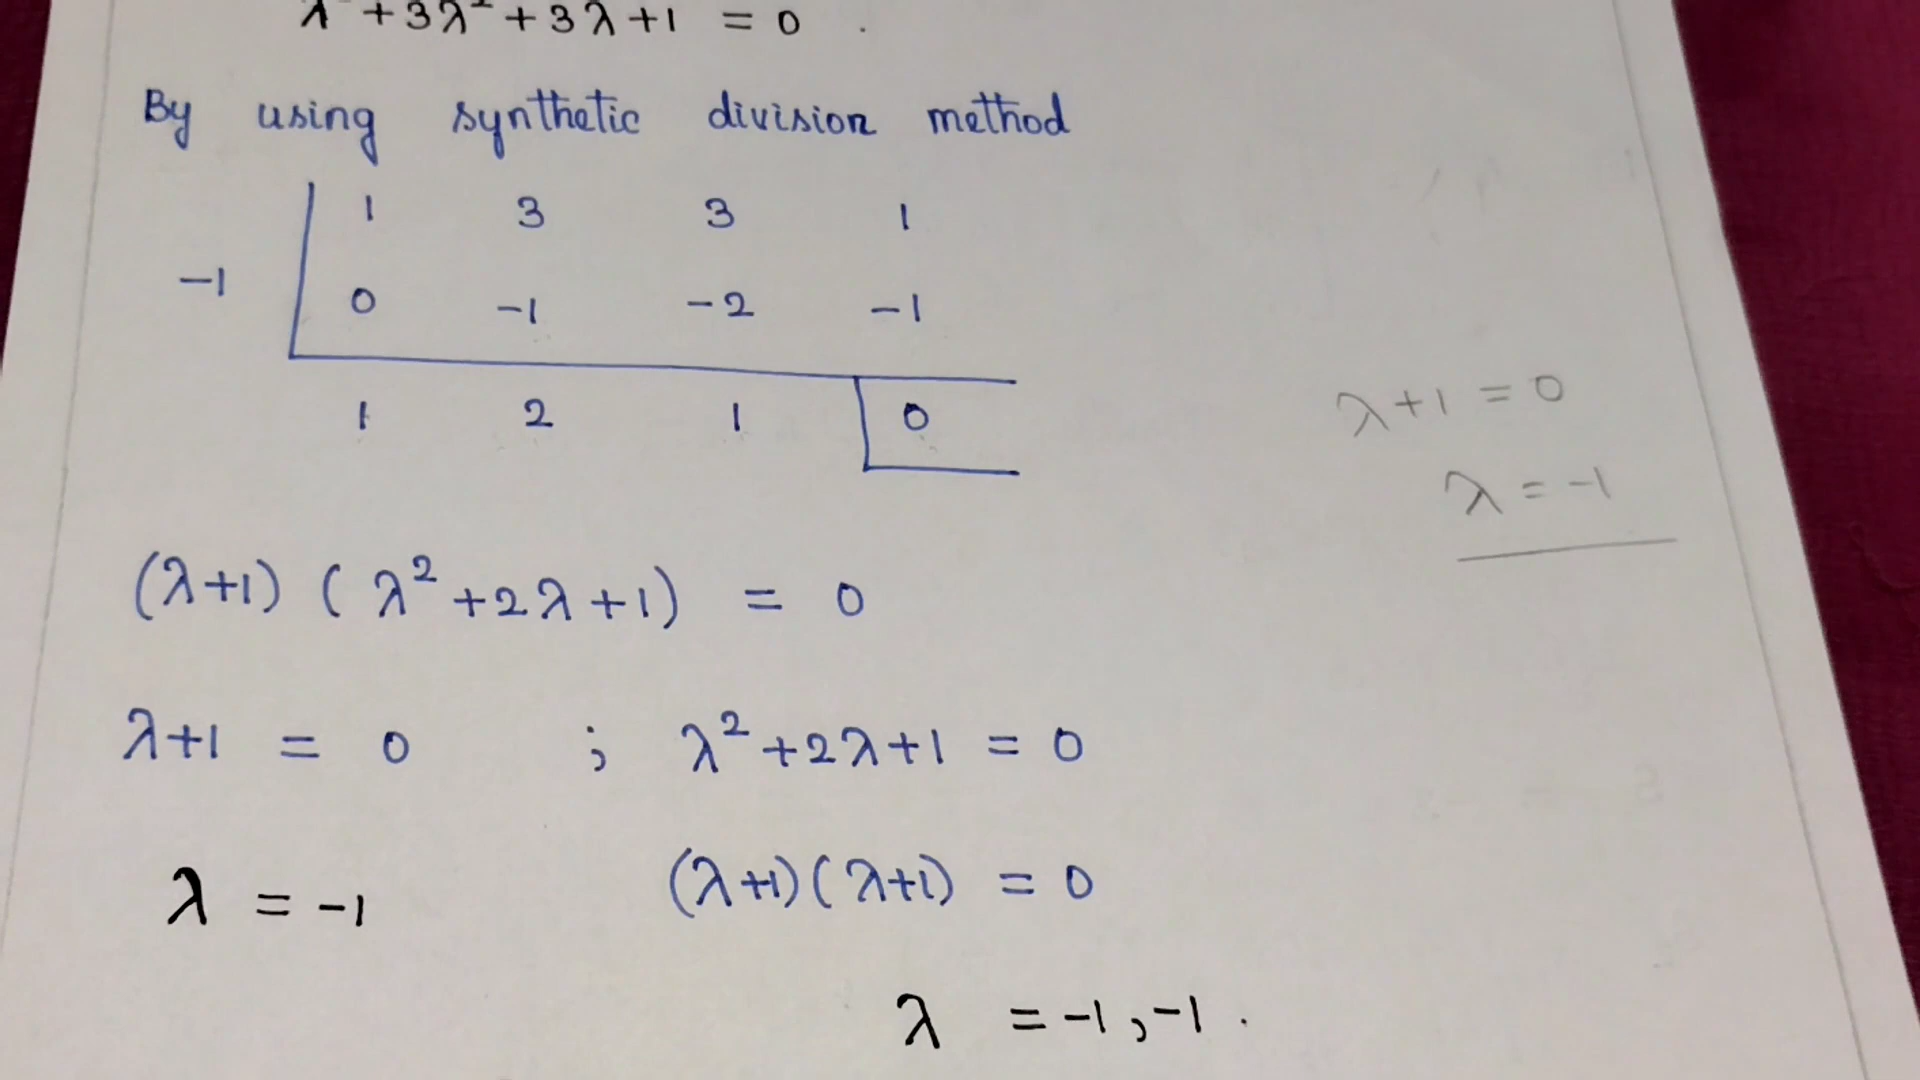 λ³ + 3λ² + 3λ + 1 = 0 .
By using synthetic division method
1 3 3 1
-1 0 -1 -2 -1
1 2 1 0
λ+1 = 0
λ = -1
(λ+1) ( λ² +2λ +1) = 0
λ+1 = 0 ; λ² +2λ+1 = 0
λ = -1 (λ+1)(λ+1) = 0
λ = -1, -1 .